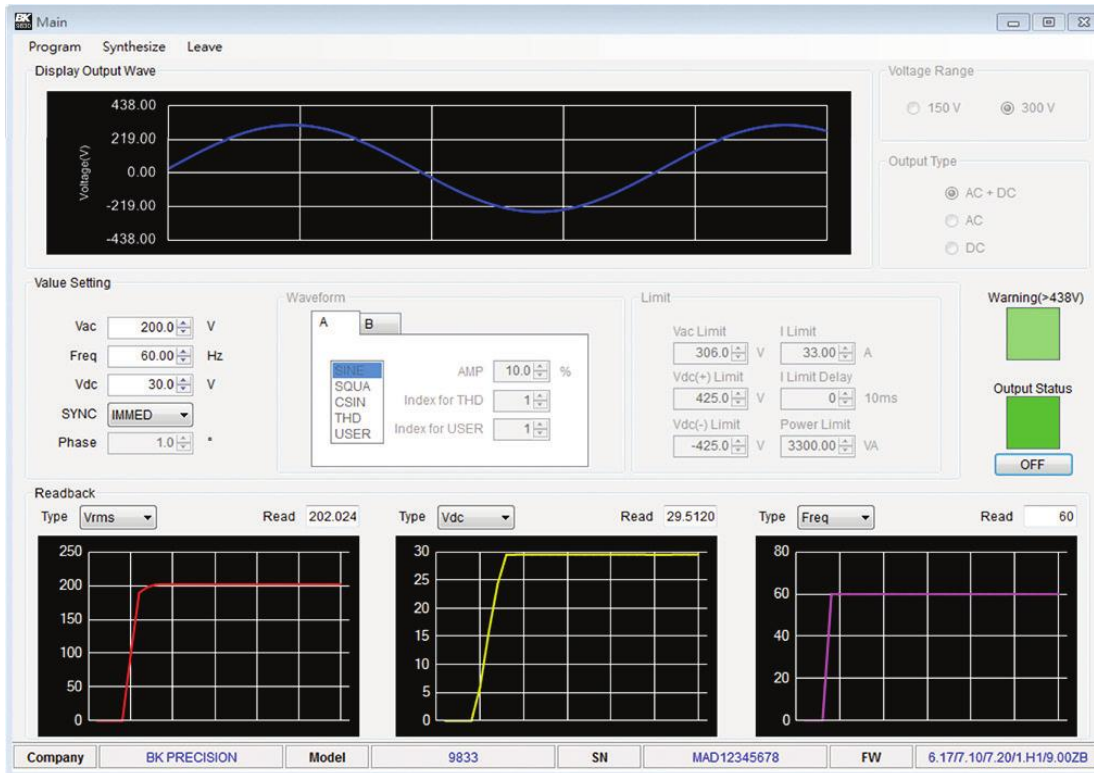 BK 9830 Main
Program Synthesize Leave
Display Output Wave
438.00
219.00
0.00
-219.00
-438.00
Voltage(V)
Voltage Range
150 V 300 V
Output Type
AC + DC
AC
DC
Value Setting
Vac 200.0 V
Freq 60.00 Hz
Vdc 30.0 V
SYNC IMMED
Phase 1.0 °
Waveform
A B
SINE
SQUA
CSIN
THD
USER
AMP 10.0 %
Index for THD 1
Index for USER 1
Limit
Vac Limit I Limit
306.0 V 33.00 A
Vdc(+) Limit I Limit Delay
425.0 V 0 10ms
Vdc(-) Limit Power Limit
-425.0 V 3300.00 VA
Warning(>438V)
Output Status
OFF
Readback
Type Vrms Read 202.024
250
200
150
100
50
0
Type Vdc Read 29.5120
30
25
20
15
10
5
0
Type Freq Read 60
80
60
40
20
0
Company BK PRECISION Model 9833 SN MAD12345678 FW 6.17/7.10/7.20/1.H1/9.00ZB